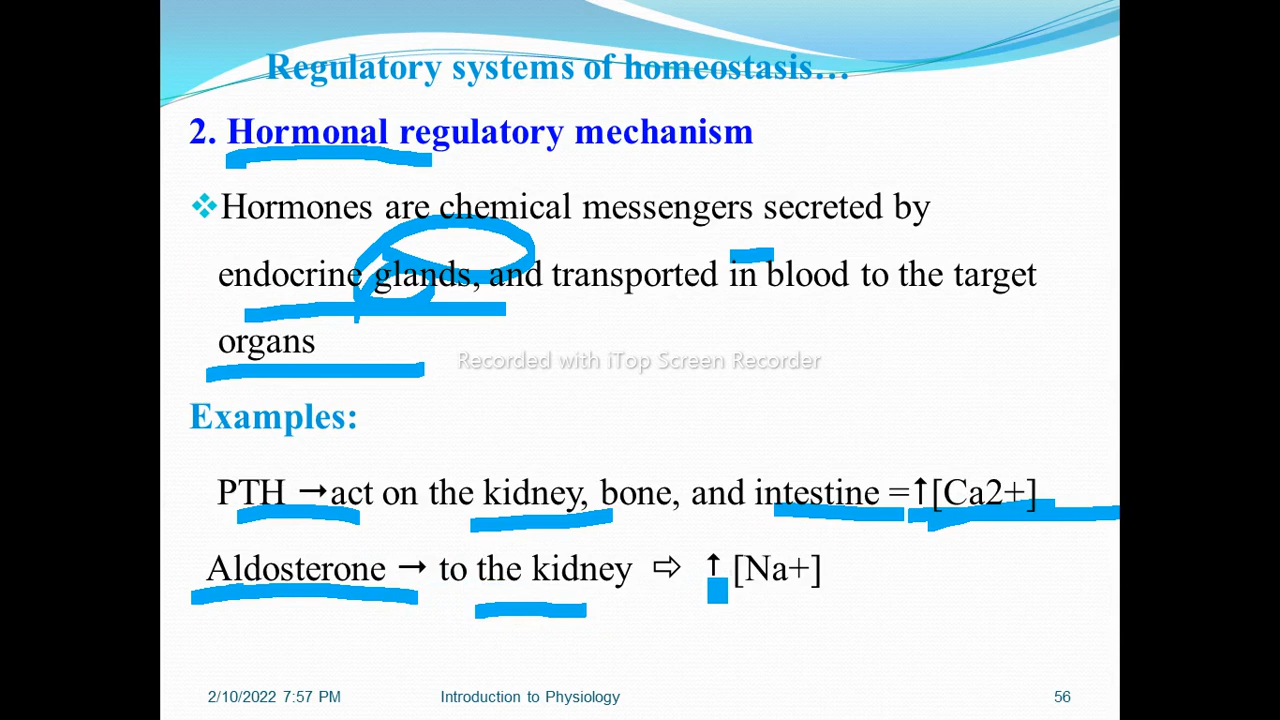 Regulatory systems of homeostasis…
2. Hormonal regulatory mechanism
❖Hormones are chemical messengers secreted by
endocrine glands, and transported in blood to the target
organs
Recorded with iTop Screen Recorder
Examples:
PTH →act on the kidney, bone, and intestine =↑[Ca2+]
Aldosterone → to the kidney ⇨ ↑ [Na+]
2/10/2022 7:57 PM Introduction to Physiology 56